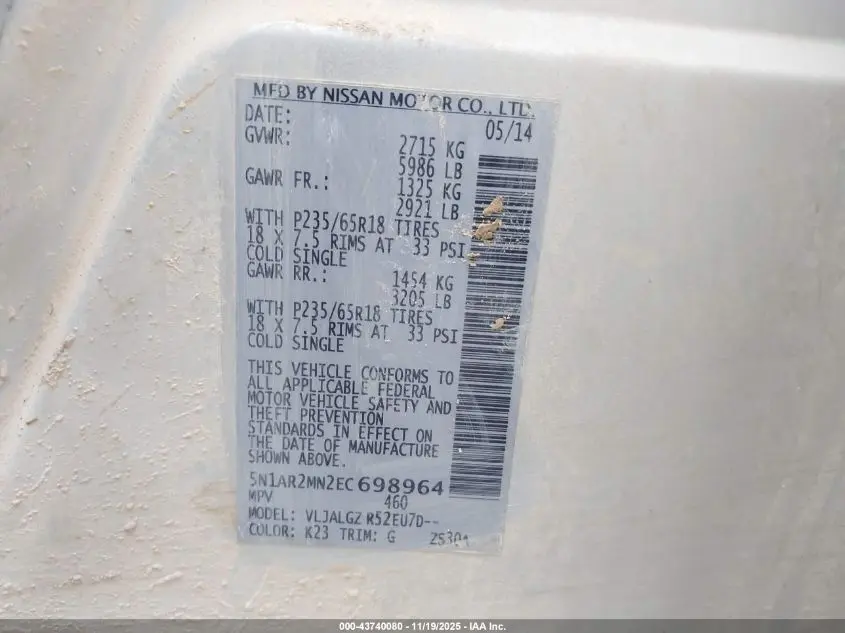 MFD BY NISSAN MOTOR CO., LTD.
DATE: 05/14
GVWR: 2715 KG
5986 LB
GAWR FR.: 1325 KG
2921 LB
WITH P235/65R18 TIRES
18 X 7.5 RIMS AT 33 PSI
COLD SINGLE
GAWR RR.: 1454 KG
3205 LB
WITH P235/65R18 TIRES
18 X 7.5 RIMS AT 33 PSI
COLD SINGLE
THIS VEHICLE CONFORMS TO
ALL APPLICABLE FEDERAL
MOTOR VEHICLE SAFETY AND
THEFT PREVENTION
STANDARDS IN EFFECT ON
THE DATE OF MANUFACTURE
SHOWN ABOVE.
5N1AR2MN2EC698964
MPV 460
MODEL: VLJALGZ R52EU7D--
COLOR: K23 TRIM: G
000-43740080 - 11/19/2025 - IAA Inc.